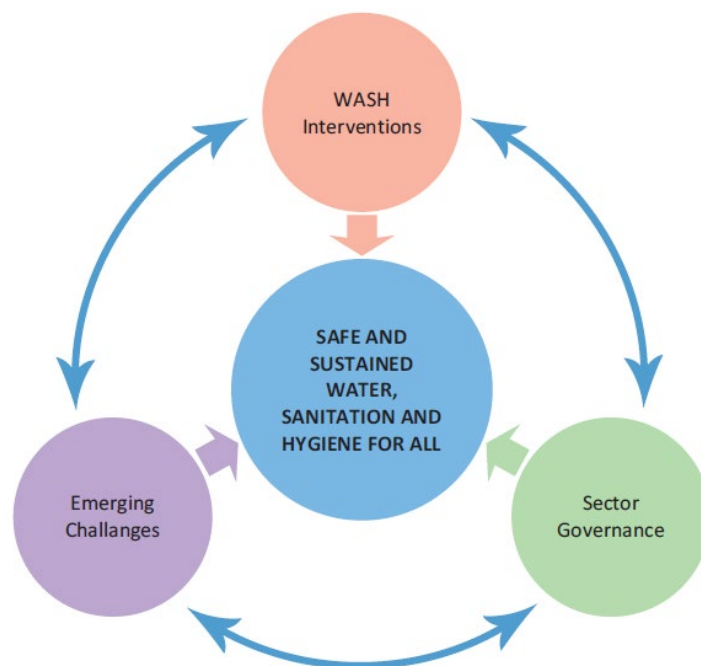 WASH
Interventions
SAFE AND
SUSTAINED
WATER,
SANITATION AND
HYGIENE FOR ALL
Emerging
Challanges
Sector
Governance